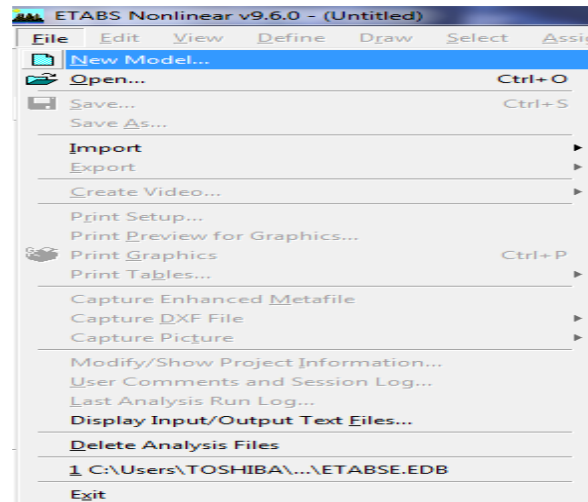 ETABS Nonlinear v9.6.0 - (Untitled)
File Edit View Define Draw Select Assi
New Model...
Open... Ctrl+O
Save... Ctrl+S
Save As...
Import
Export
Create Video...
Print Setup...
Print Preview for Graphics...
Print Graphics Ctrl+P
Print Tables...
Capture Enhanced Metafile
Capture DXF File
Capture Picture
Modify/Show Project Information...
User Comments and Session Log...
Last Analysis Run Log...
Display Input/Output Text Files...
Delete Analysis Files
1 C:\Users\TOSHIBA\...\ETABSE.EDB
Exit